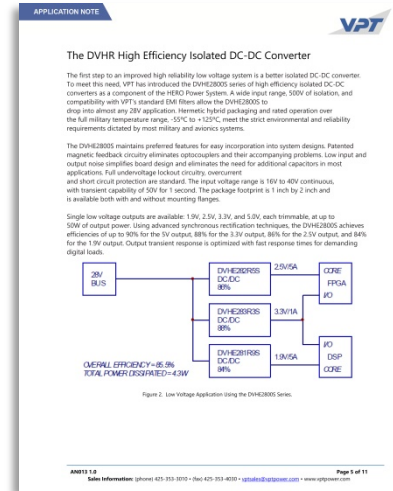 APPLICATION NOTE
VPT
The DVHR High Efficiency Isolated DC-DC Converter
The first step to an improved high reliability low voltage system is a better isolated DC-DC converter.
To meet this need, VPT has introduced the DVHE2800S series of high efficiency isolated DC-DC
converters as a component of the HERO Power System. A wide input range, 500V of isolation, and
compatibility with VPT's standard EMI filters allow the DVHE2800S to
drop into almost any 28V application. Hermetic hybrid packaging and rated operation over
the full military temperature range, -55°C to +125°C, meet the strict environmental and reliability
requirements dictated by most military and avionics systems.
The DVHE2800S maintains preferred features for easy incorporation into system designs. Patented
magnetic feedback circuitry eliminates optocouplers and their accompanying problems. Low input and
output noise simplifies board design and eliminates the need for additional capacitors in most
applications. Full undervoltage lockout circuitry, overcurrent
and short circuit protection are standard. The input voltage range is 16V to 40V continuous,
with transient capability of 50V for 1 second. The package footprint is 1 inch by 2 inch and
is available both with and without mounting flanges.
Single low voltage outputs are available: 1.9V, 2.5V, 3.3V, and 5.0V, each trimmable, at up to
50W of output power. Using advanced synchronous rectification techniques, the DVHE2800S achieves
efficiencies of up to 90% for the 5V output, 88% for the 3.3V output, 86% for the 2.5V output, and 84%
for the 1.9V output. Output transient response is optimized with fast response times for demanding
digital loads.
28V
BUS
DVHE282R5S
DC/DC
86%
2.5V/5A
CORE
FPGA
I/O
DVHE283R3S
DC/DC
88%
3.3V/1A
DVHE281R9S
DC/DC
84%
1.9V/5A
I/O
DSP
CORE
OVERALL EFFICIENCY = 85.5%
TOTAL POWER DISSIPATED = 4.3W
Figure 2. Low Voltage Application Using the DVHE2800S Series.
AN013 1.0
Page 5 of 11
Sales Information: (phone) 425-353-3010 • (fax) 425-353-4030 • vptsales@vptpower.com • www.vptpower.com